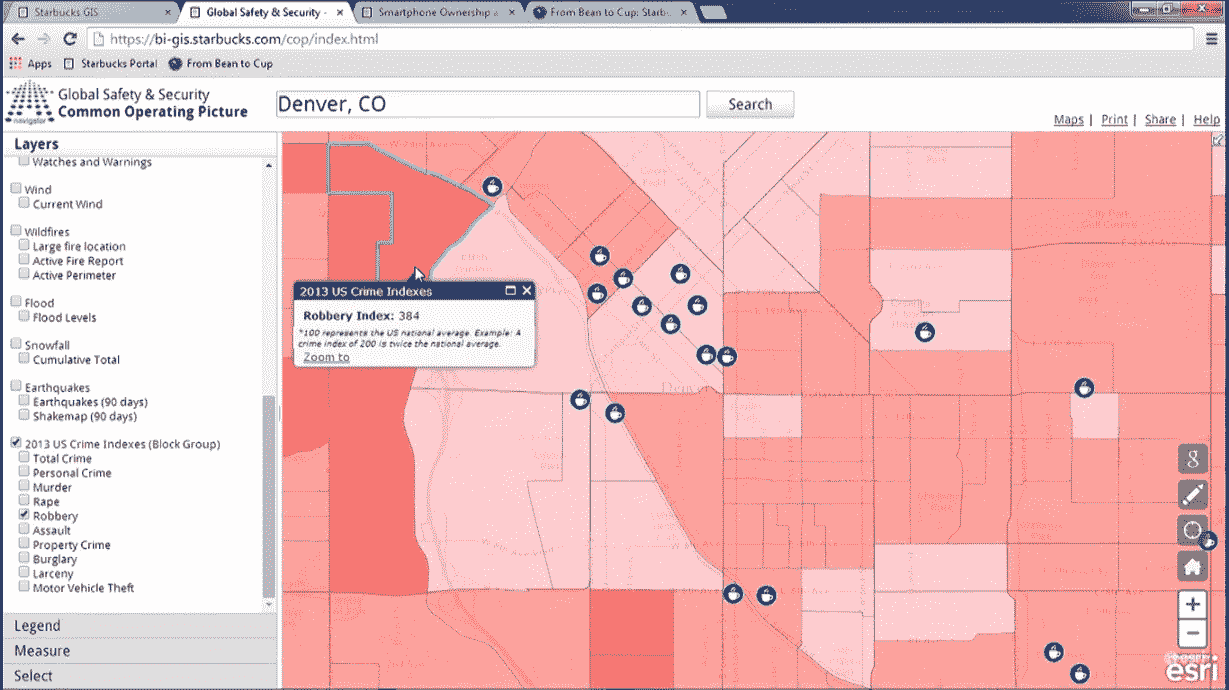 Starbucks GIS
Global Safety & Security -
Smartphone Ownership a
From Bean to Cup: Starb
https://bi-gis.starbucks.com/cop/index.html
Apps
Starbucks Portal
From Bean to Cup
Global Safety & Security
Common Operating Picture
navigator
Denver, CO
Search
Maps | Print | Share | Help
Layers
Watches and Warnings
Wind
Current Wind
Wildfires
Large fire location
Active Fire Report
Active Perimeter
Flood
Flood Levels
Snowfall
Cumulative Total
Earthquakes
Earthquakes (90 days)
Shakemap (90 days)
2013 US Crime Indexes (Block Group)
Total Crime
Personal Crime
Murder
Rape
Robbery
Assault
Property Crime
Burglary
Larceny
Motor Vehicle Theft
Legend
Measure
Select
2013 US Crime Indexes
Robbery Index: 384
*100 represents the US national average. Example: A
crime index of 200 is twice the national average.
Zoom to
Denver
City Park
Golf Course
g
+
−
esri